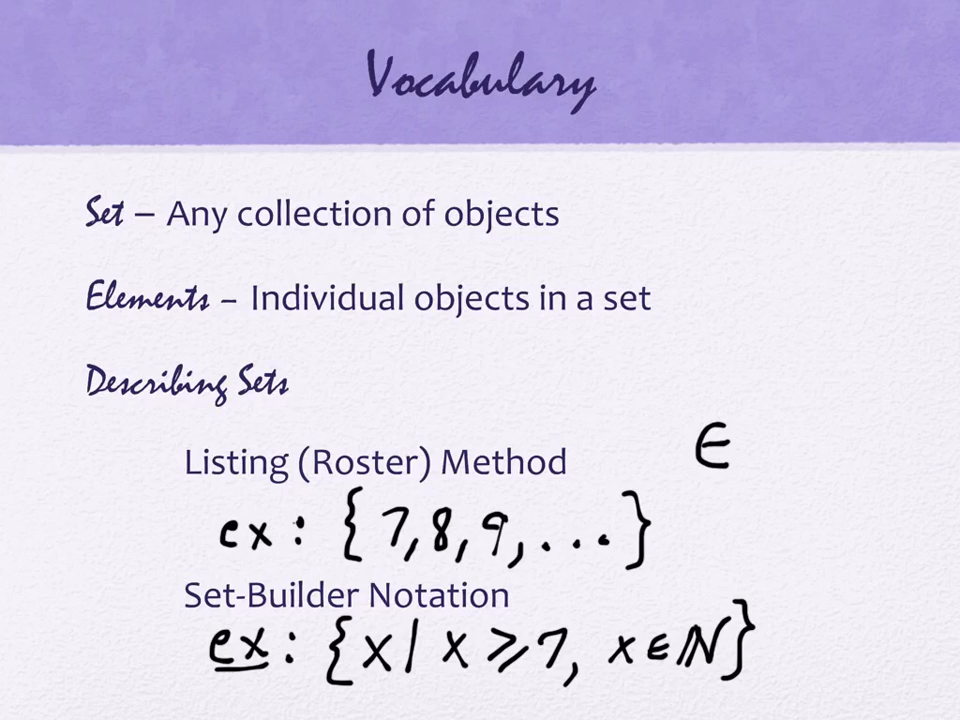 Vocabulary
Set – Any collection of objects
Elements – Individual objects in a set
Describing Sets
Listing (Roster) Method ∈
ex: {7,8,9,...}
Set-Builder Notation
ex: {x| x ≥ 7, x ∈ ℕ}